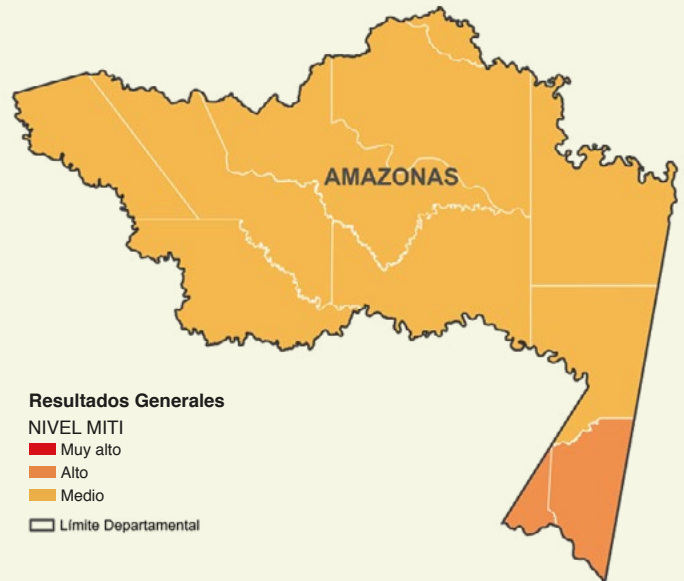 AMAZONAS
Resultados Generales
NIVEL MITI
Muy alto
Alto
Medio
Límite Departamental